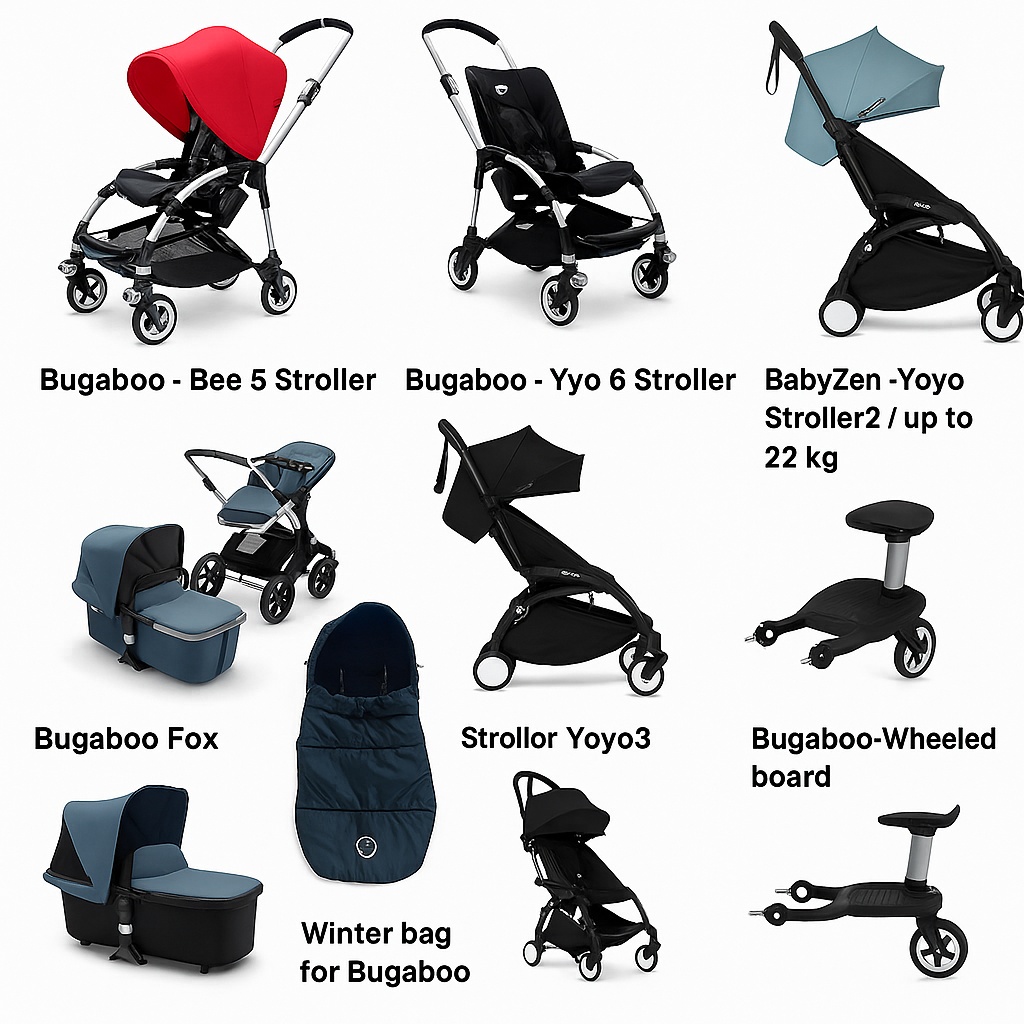 Bugaboo - Bee 5 Stroller
Bugaboo - Yyo 6 Stroller
BabyZen -Yoyo
Stroller2 / up to
22 kg
Bugaboo Fox
Strollor Yoyo3
Bugaboo-Wheeled
board
Winter bag
for Bugaboo